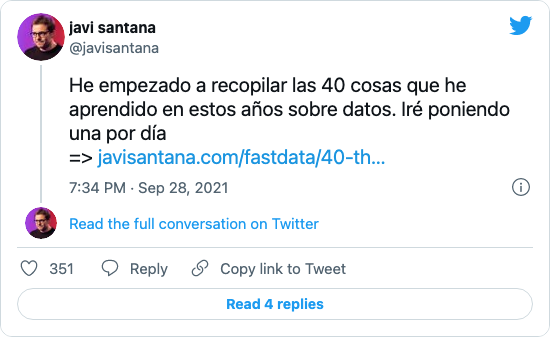 javi santana
@javisantana
He empezado a recopilar las 40 cosas que he
aprendido en estos años sobre datos. Iré poniendo
una por día
=> javisantana.com/fastdata/40-th...
7:34 PM · Sep 28, 2021
Read the full conversation on Twitter
351 Reply Copy link to Tweet
Read 4 replies